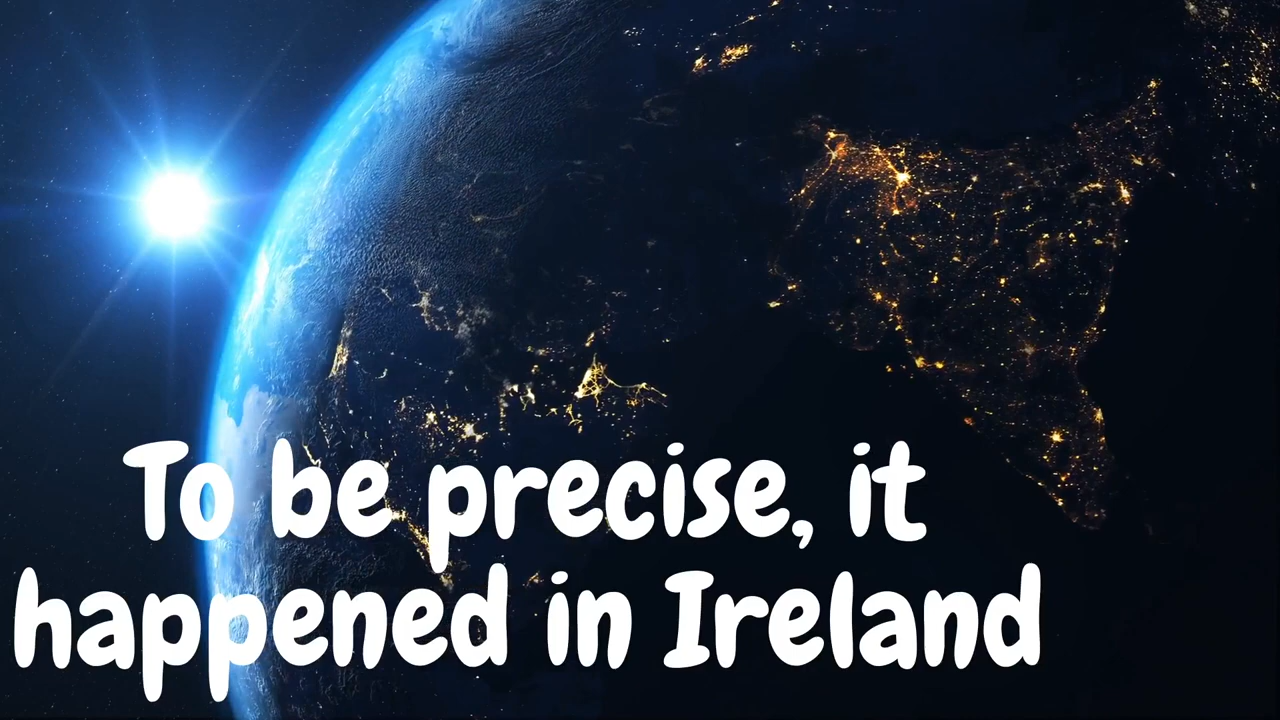 To be precise, it
happened in Ireland